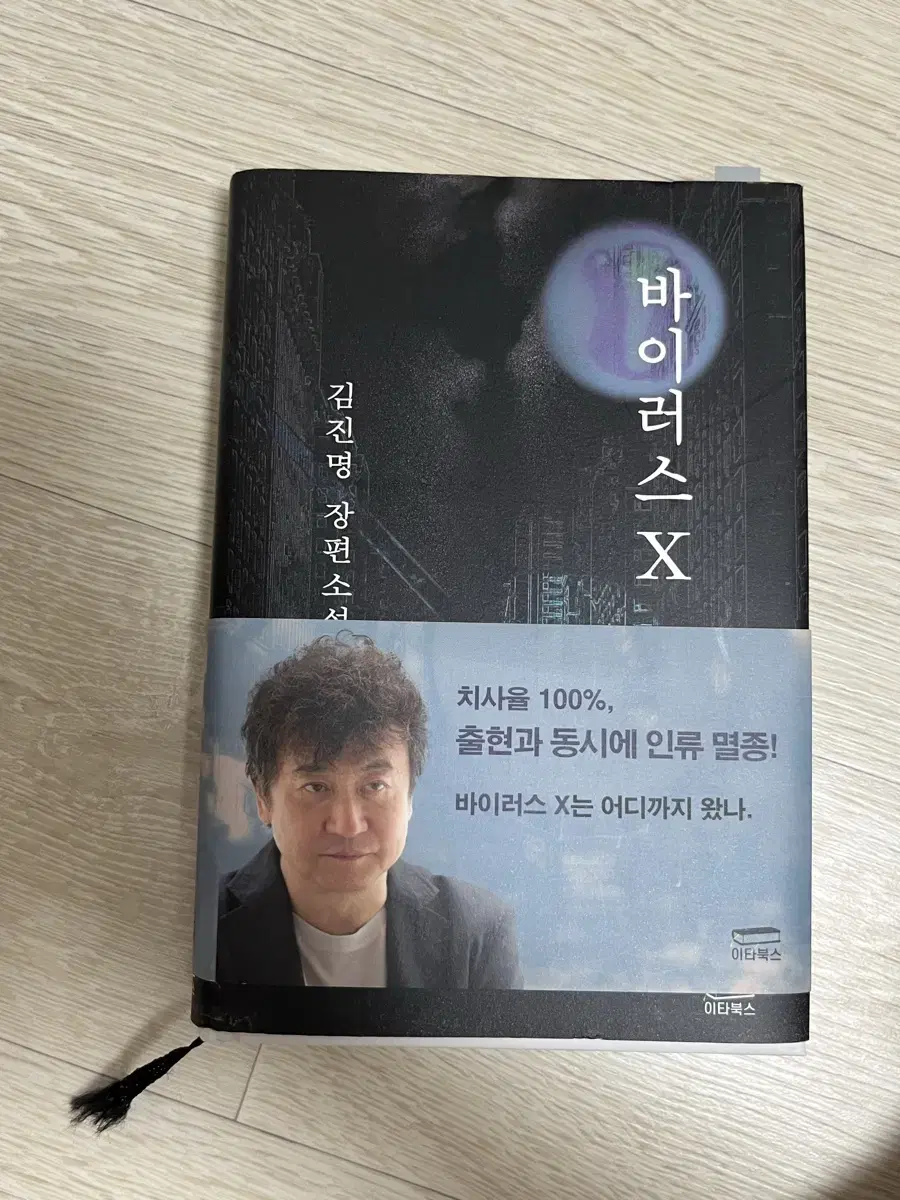 바이러스 X
김진명 장편소설
치사율 100%,
출현과 동시에 인류 멸종!
바이러스 X는 어디까지 왔나.
이타북스
이타북스